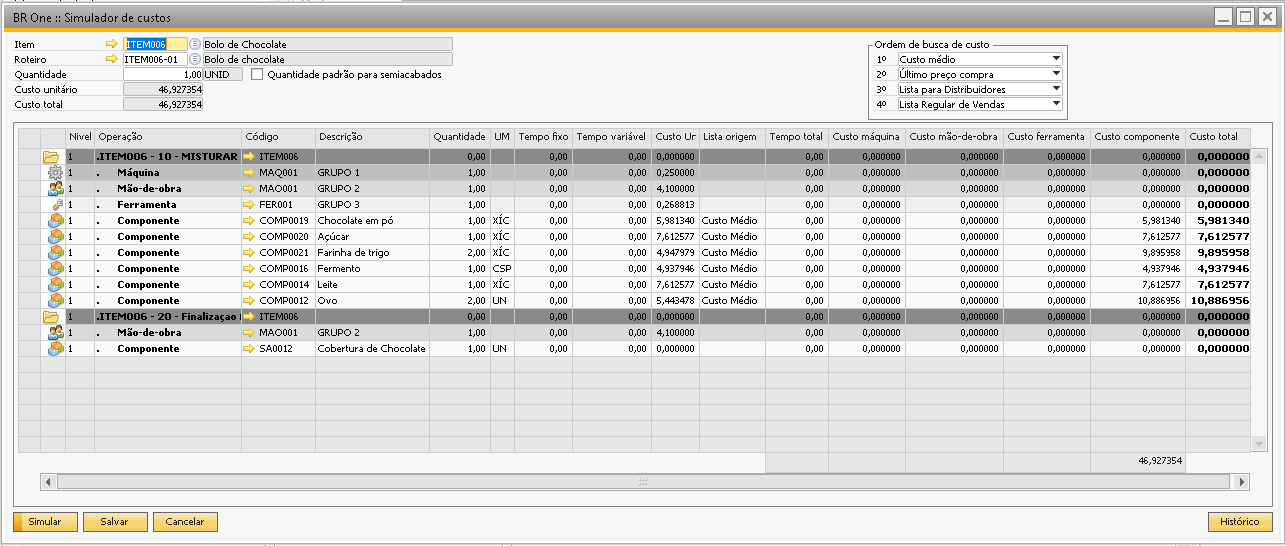 BR One :: Simulador de custos
Item ITEM006 Bolo de Chocolate
Roteiro ITEM006-01 Bolo de chocolate
Quantidade 1,00 UNID Quantidade padrão para semiacabados
Custo unitário 46,927354
Custo total 46,927354
Ordem de busca de custo
1º Custo médio
2º Último preço compra
3º Lista para Distribuidores
4º Lista Regular de Vendas
Nivel Operação Código Descrição Quantidade UM Tempo fixo Tempo variável Custo Ur Lista origem Tempo total Custo máquina Custo mão-de-obra Custo ferramenta Custo componente Custo total
1 .ITEM006 - 10 - MISTURAR ITEM006 0,00 0,00 0,00 0,000000 0,00 0,000000 0,000000 0,000000 0,000000 0,000000
1 . Máquina MAQ001 GRUPO 1 1,00 0,00 0,00 0,250000 0,00 0,000000 0,000000 0,000000 0,000000 0,000000
1 . Mão-de-obra MAO001 GRUPO 2 1,00 0,00 0,00 4,100000 0,00 0,000000 0,000000 0,000000 0,000000 0,000000
1 . Ferramenta FER001 GRUPO 3 1,00 0,00 0,00 0,268813 0,00 0,000000 0,000000 0,000000 0,000000 0,000000
1 . Componente COMP0019 Chocolate em pó 1,00 XÍC 0,00 0,00 5,981340 Custo Médio 0,00 0,000000 0,000000 0,000000 5,981340 5,981340
1 . Componente COMP0020 Açúcar 1,00 XÍC 0,00 0,00 7,612577 Custo Médio 0,00 0,000000 0,000000 0,000000 7,612577 7,612577
1 . Componente COMP0021 Farinha de trigo 2,00 XÍC 0,00 0,00 4,947979 Custo Médio 0,00 0,000000 0,000000 0,000000 9,895958 9,895958
1 . Componente COMP0016 Fermento 1,00 CSP 0,00 0,00 4,937946 Custo Médio 0,00 0,000000 0,000000 0,000000 4,937946 4,937946
1 . Componente COMP0014 Leite 1,00 XÍC 0,00 0,00 7,612577 Custo Médio 0,00 0,000000 0,000000 0,000000 7,612577 7,612577
1 . Componente COMP0012 Ovo 2,00 UN 0,00 0,00 5,443478 Custo Médio 0,00 0,000000 0,000000 0,000000 10,886956 10,886956
1 .ITEM006 - 20 - Finalizaçao ITEM006 0,00 0,00 0,00 0,000000 0,00 0,000000 0,000000 0,000000 0,000000 0,000000
1 . Mão-de-obra MAO001 GRUPO 2 1,00 0,00 0,00 4,100000 0,00 0,000000 0,000000 0,000000 0,000000 0,000000
1 . Componente SA0012 Cobertura de Chocolate 1,00 UN 0,00 0,00 0,000000 0,00 0,000000 0,000000 0,000000 0,000000 0,000000
46,927354
Simular Salvar Cancelar Histórico